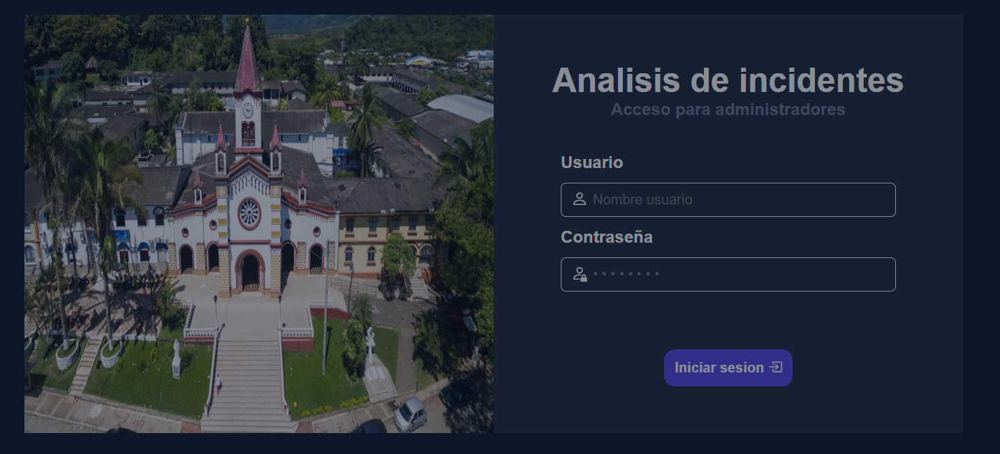 Analisis de incidentes
Acceso para administradores
Usuario
Nombre usuario
Contraseña
••••••••
Iniciar sesion